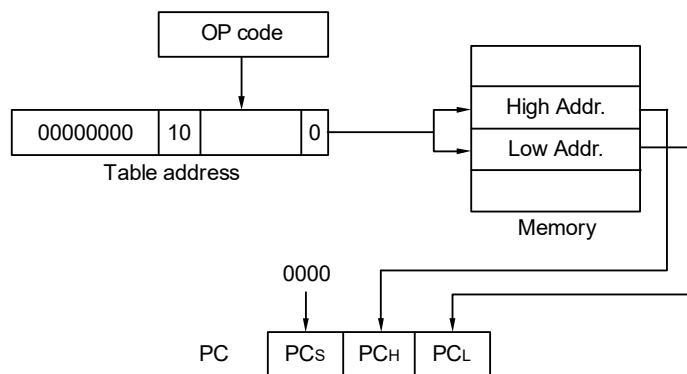 OP code
00000000 10 0
Table address
High Addr.
Low Addr.
Memory
0000
PC PCS PCH PCL